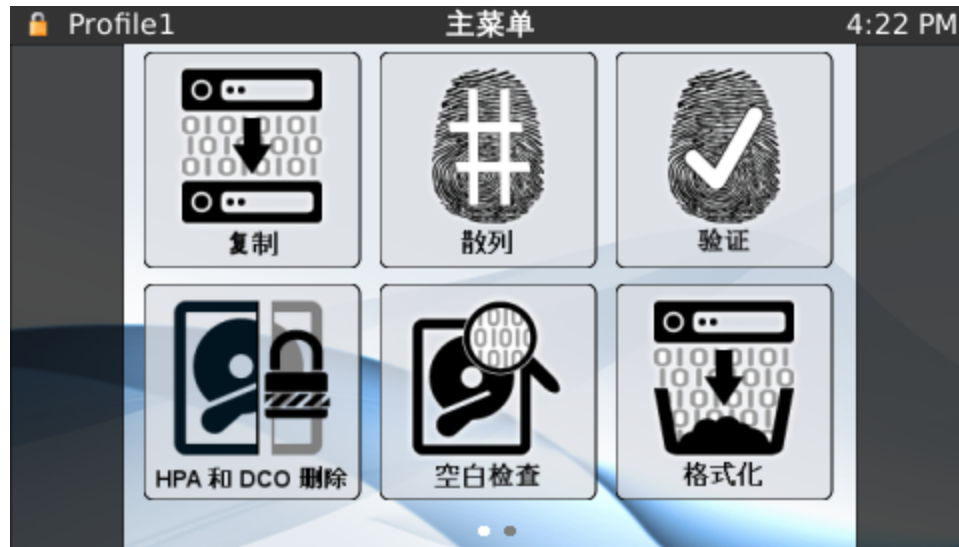 Profile1
主菜单
4:22 PM
复制
散列
验证
HPA 和 DCO 删除
空白检查
格式化